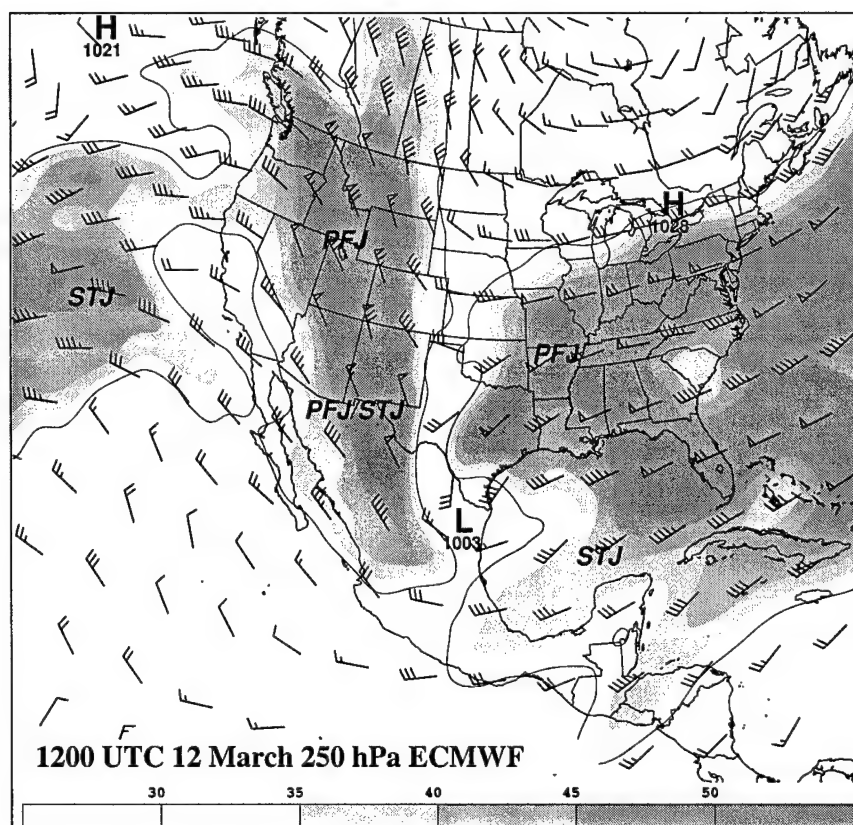 H
1021
H
1028
PFJ
STJ
PFJ
PFJ/STJ
L
1003
STJ
F
1200 UTC 12 March 250 hPa ECMWF
30 35 40 45 50